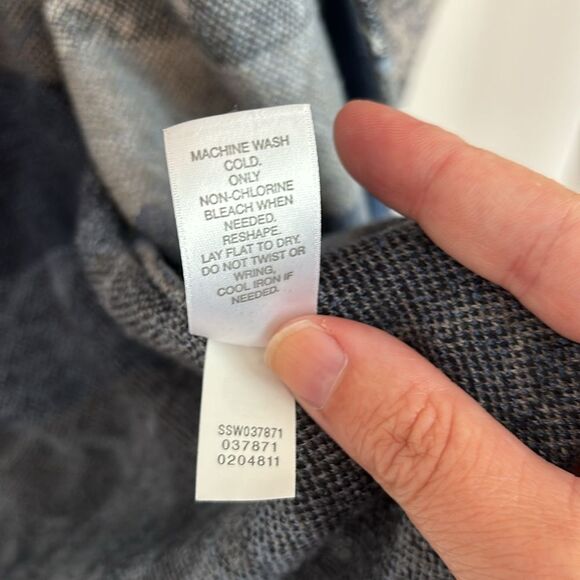 MACHINE WASH
COLD.
ONLY
NON-CHLORINE
BLEACH WHEN
NEEDED.
RESHAPE.
LAY FLAT TO DRY.
DO NOT TWIST OR
WRING,
COOL IRON IF
NEEDED.
SSW037871
037871
0204811